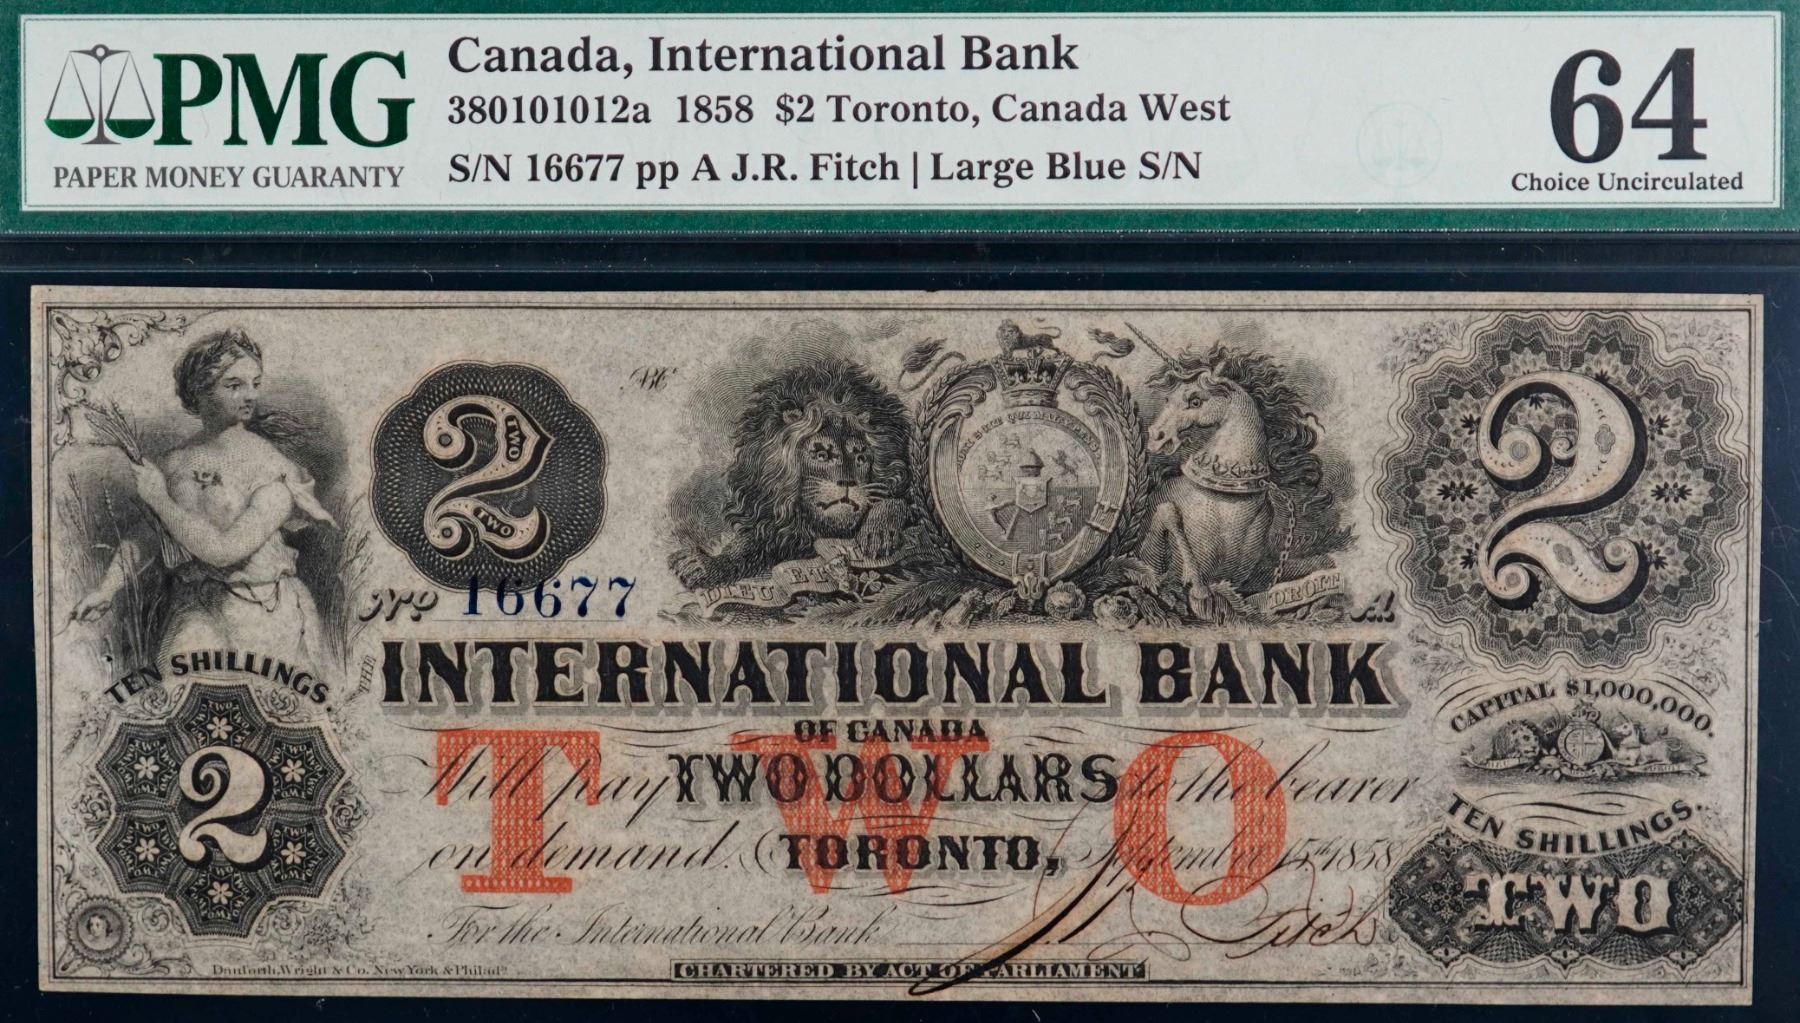 PMG
PAPER MONEY GUARANTY
Canada, International Bank
380101012a 1858 $2 Toronto, Canada West
S/N 16677 pp A J.R. Fitch | Large Blue S/N
64
Choice Uncirculated
2
TWO
TWO
2
DIEU ET
DROIT
No 16677
A
THE
INTERNATIONAL BANK
OF CANADA
TEN SHILLINGS.
2
CAPITAL $1,000,000.
TEN SHILLINGS.
TWO
Will pay TWO DOLLARS to the bearer
on demand.
TORONTO, September 15th 1858
TWO
For the International Bank
J. R. Fitch
Danforth, Wright & Co. New York & Philada
CHARTERED BY ACT OF PARLIAMENT